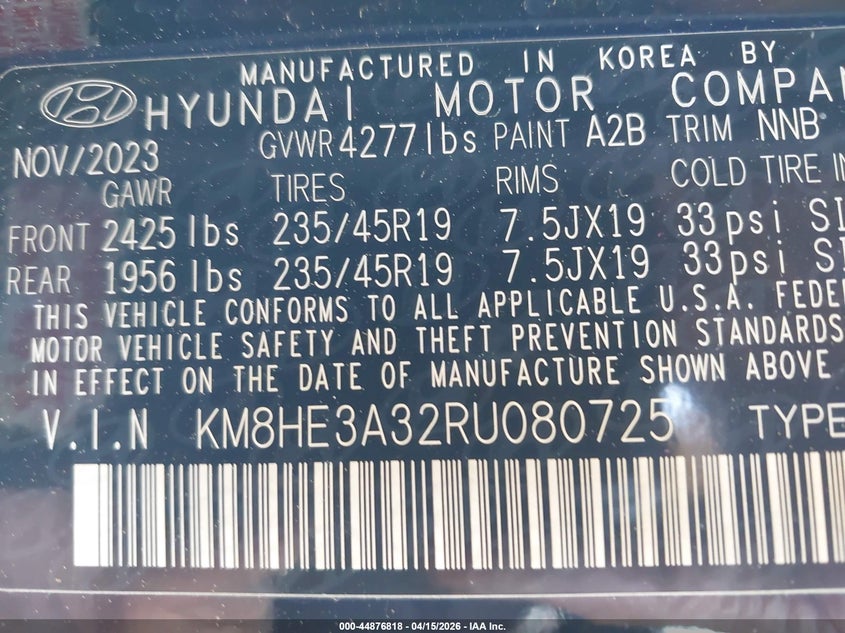 MANUFACTURED IN KOREA BY
HYUNDAI MOTOR COMPAN
NOV/2023 GVWR 4277 lbs PAINT A2B TRIM NNB
GAWR TIRES RIMS COLD TIRE IN
FRONT 2425 lbs 235/45R19 7.5JX19 33psi SI
REAR 1956 lbs 235/45R19 7.5JX19 33psi SI
THIS VEHICLE CONFORMS TO ALL APPLICABLE U.S.A. FEDE
MOTOR VEHICLE SAFETY AND THEFT PREVENTION STANDARDS
IN EFFECT ON THE DATE OF MANUFACTURE SHOWN ABOVE
V.I.N KM8HE3A32RU080725 TYPE
000-44876818 - 04/15/2026 - IAA Inc.